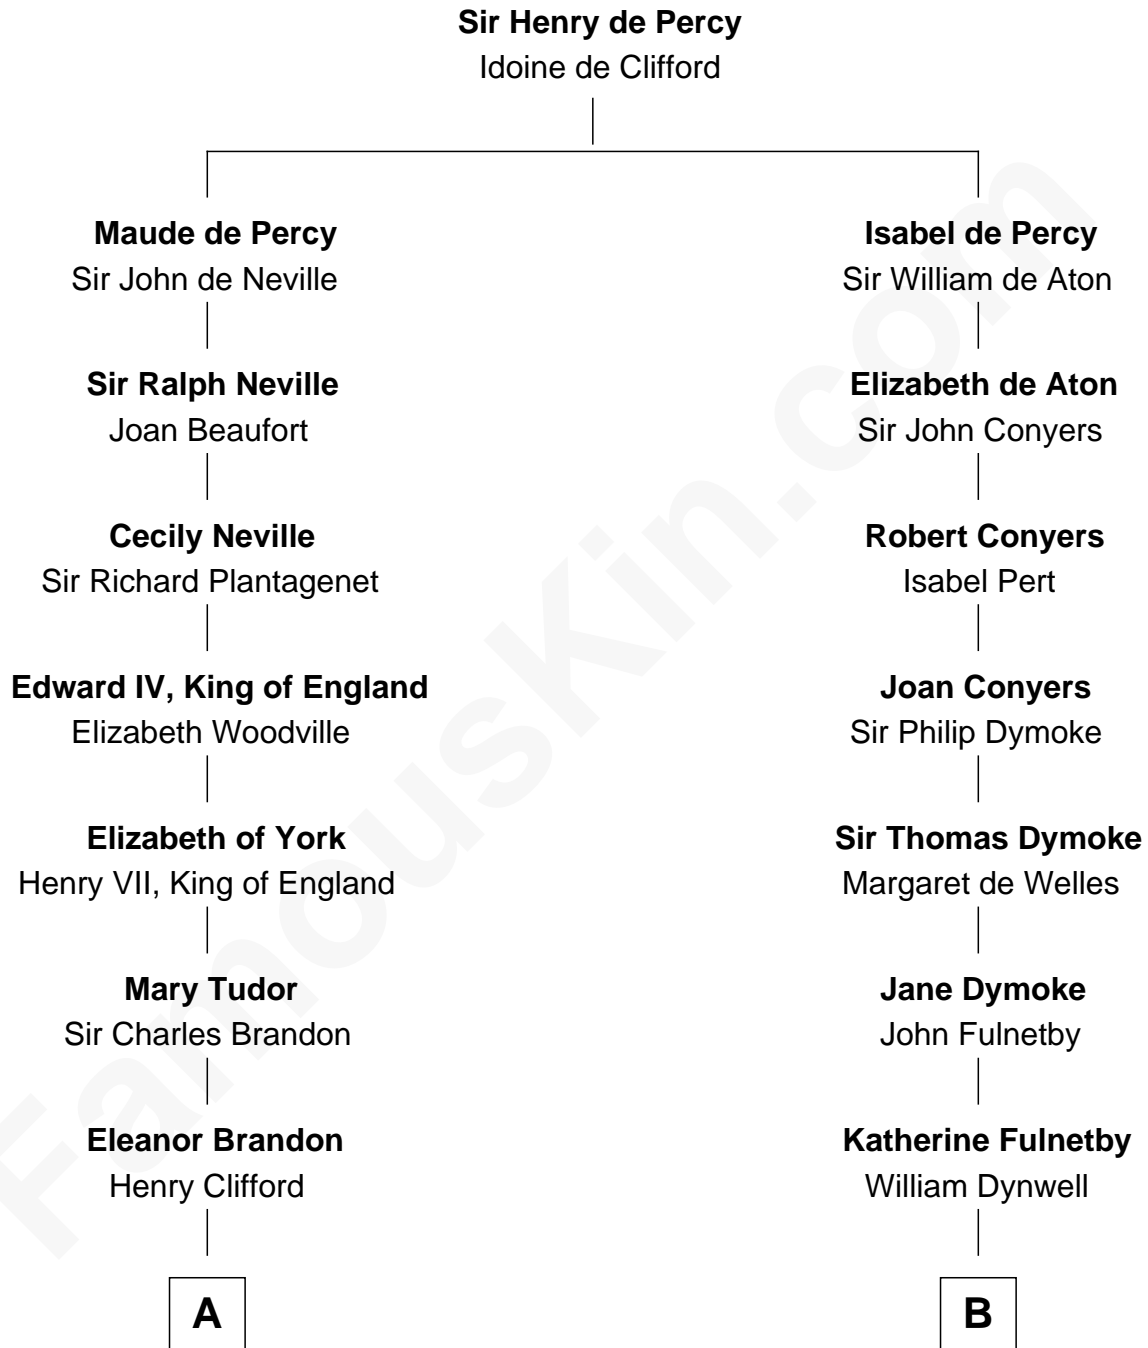 Sir Henry de Percy
Idoine de Clifford
Maude de Percy
Sir John de Neville
Isabel de Percy
Sir William de Aton
Sir Ralph Neville
Joan Beaufort
Elizabeth de Aton
Sir John Conyers
Cecily Neville
Sir Richard Plantagenet
Robert Conyers
Isabel Pert
Edward IV, King of England
Elizabeth Woodville
Joan Conyers
Sir Philip Dymoke
Elizabeth of York
Henry VII, King of England
Sir Thomas Dymoke
Margaret de Welles
Mary Tudor
Sir Charles Brandon
Jane Dymoke
John Fulnetby
Eleanor Brandon
Henry Clifford
Katherine Fulnetby
William Dynwell
A
B
FamousKin.com